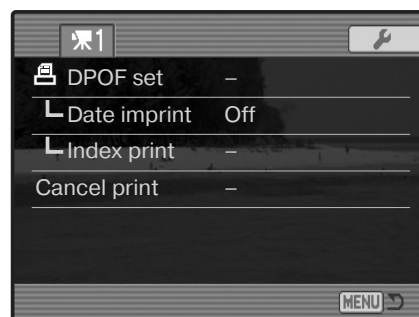 1
DPOF set –
Date imprint Off
Index print –
Cancel print –
MENU